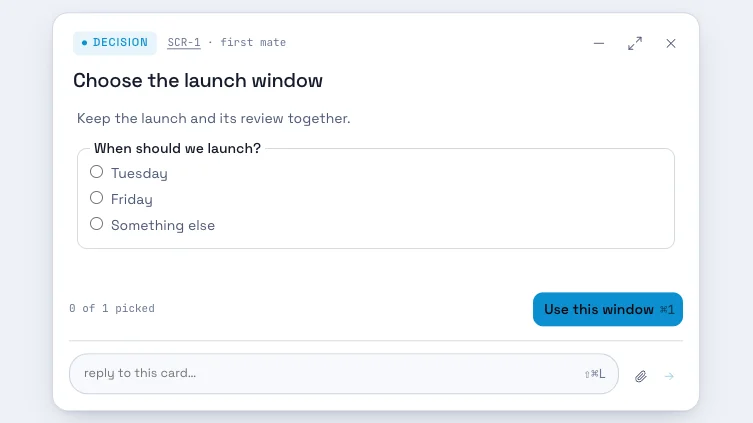 • DECISION SCR-1 · first mate
Choose the launch window
Keep the launch and its review together.
When should we launch?
Tuesday
Friday
Something else
0 of 1 picked
Use this window ⌘1
reply to this card… ⇧⌘L